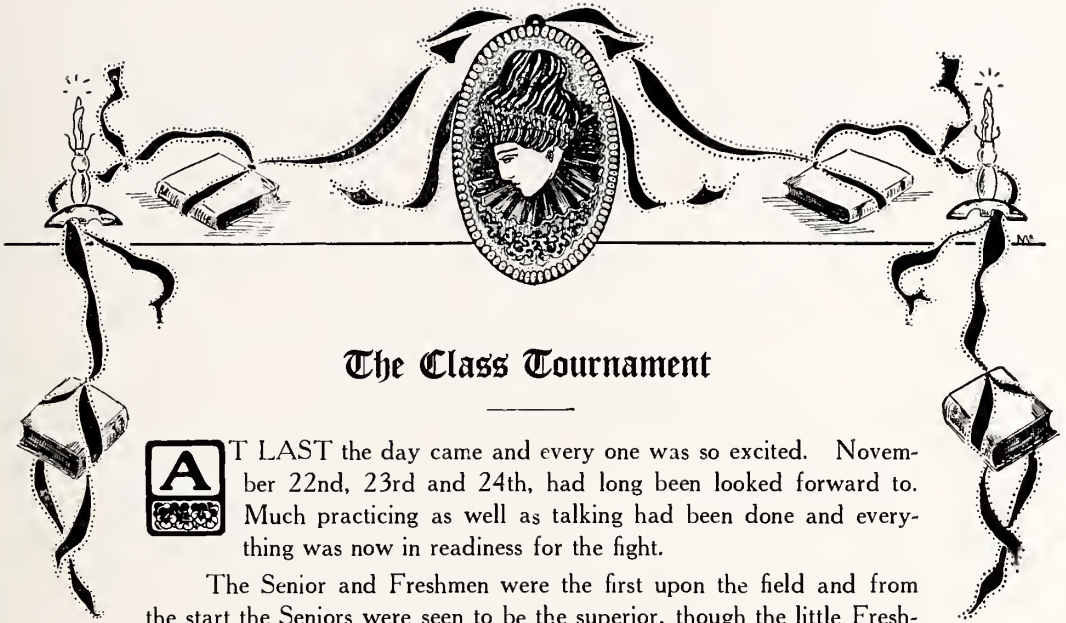 Mc
The Class Tournament
AT LAST the day came and every one was so excited. Novem-
ber 22nd, 23rd and 24th, had long been looked forward to.
Much practicing as well as talking had been done and every-
thing was now in readiness for the fight.
The Senior and Freshmen were the first upon the field and from
the start the Seniors were seen to be the superior, though the little Fresh-